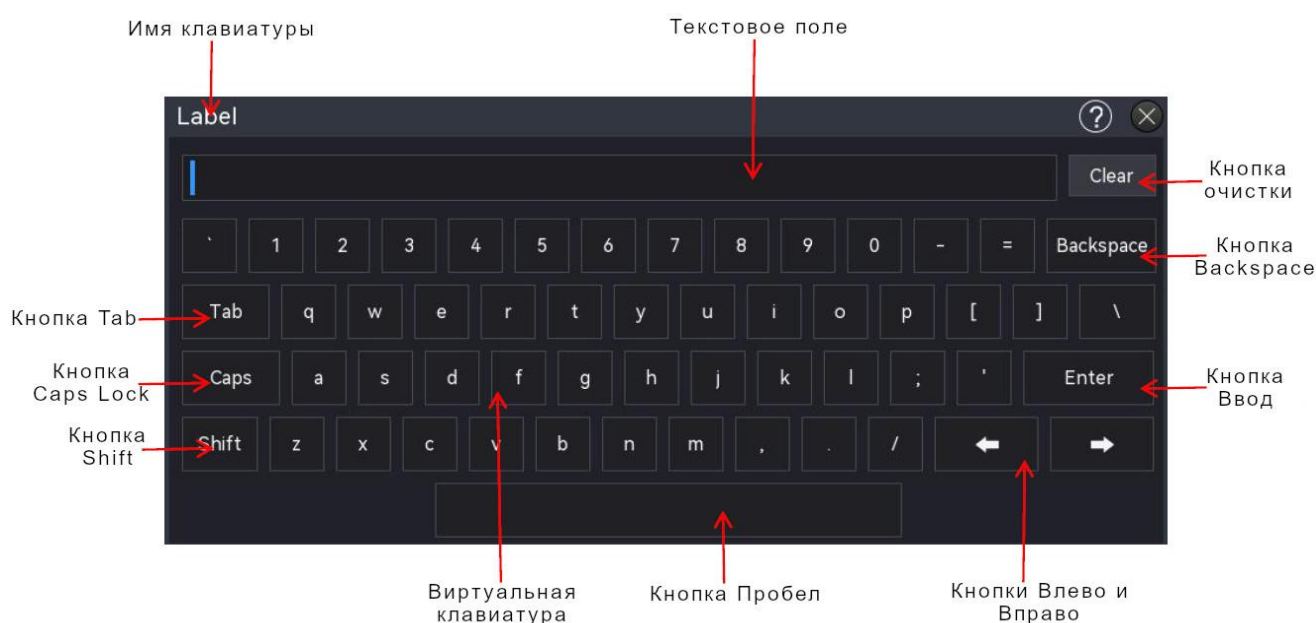 Имя клавиатуры
Текстовое поле
Label
?
Clear
Кнопка
очистки
` 1 2 3 4 5 6 7 8 9 0 - = Backspace
Кнопка
Backspace
Кнопка Tab
Tab q w e r t y u i o p [ ] \
Кнопка
Caps Lock
Caps a s d f g h j k l ; ' Enter
Кнопка
Ввод
Кнопка
Shift
Shift z x c v b n m , . /
Виртуальная
клавиатура
Кнопка Пробел
Кнопки Влево и
Вправо